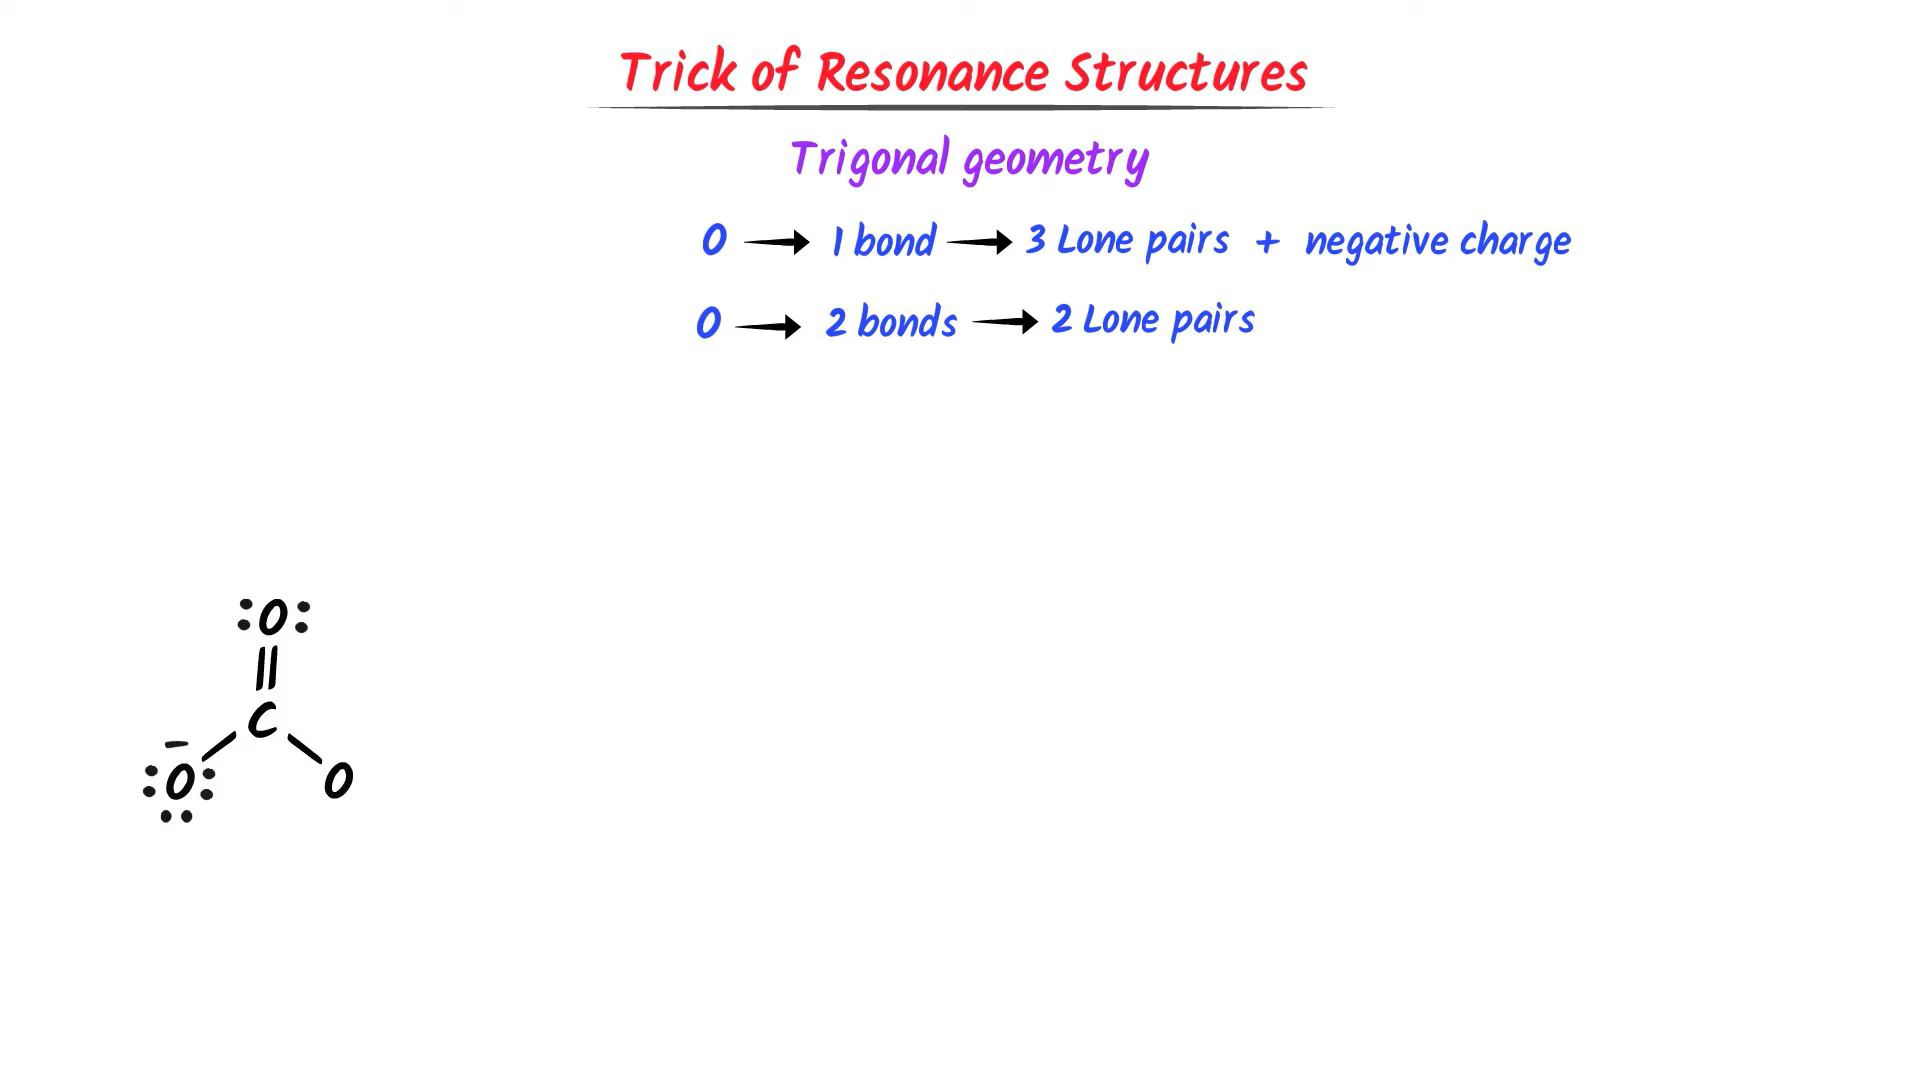 Trick of Resonance Structures
Trigonal geometry
O → 1 bond → 3 Lone pairs + negative charge
O → 2 bonds → 2 Lone pairs
:O:
C
–
:O: O